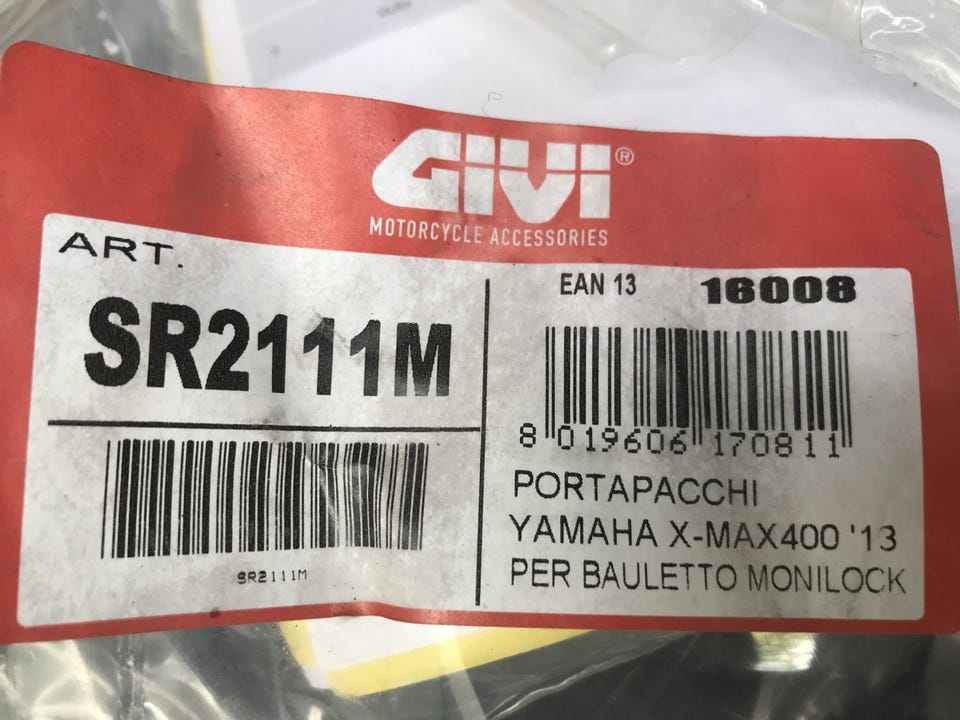 GIVI®
MOTORCYCLE ACCESSORIES
ART.
SR2111M
SR2111M
EAN 13 16008
8 019606 170811
PORTAPACCHI
YAMAHA X-MAX400 '13
PER BAULETTO MONILOCK